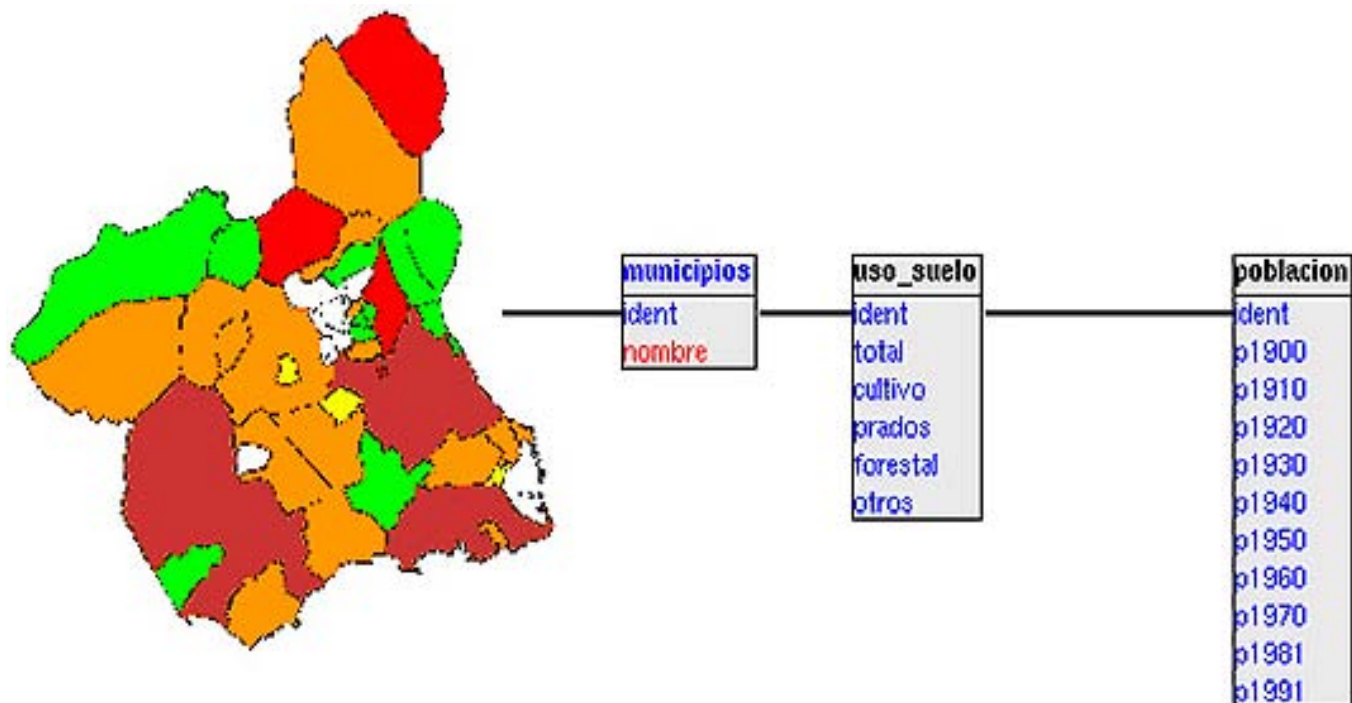 municipios
ident
nombre
uso_suelo
ident
total
cultivo
prados
forestal
otros
poblacion
ident
p1900
p1910
p1920
p1930
p1940
p1950
p1960
p1970
p1981
p1991